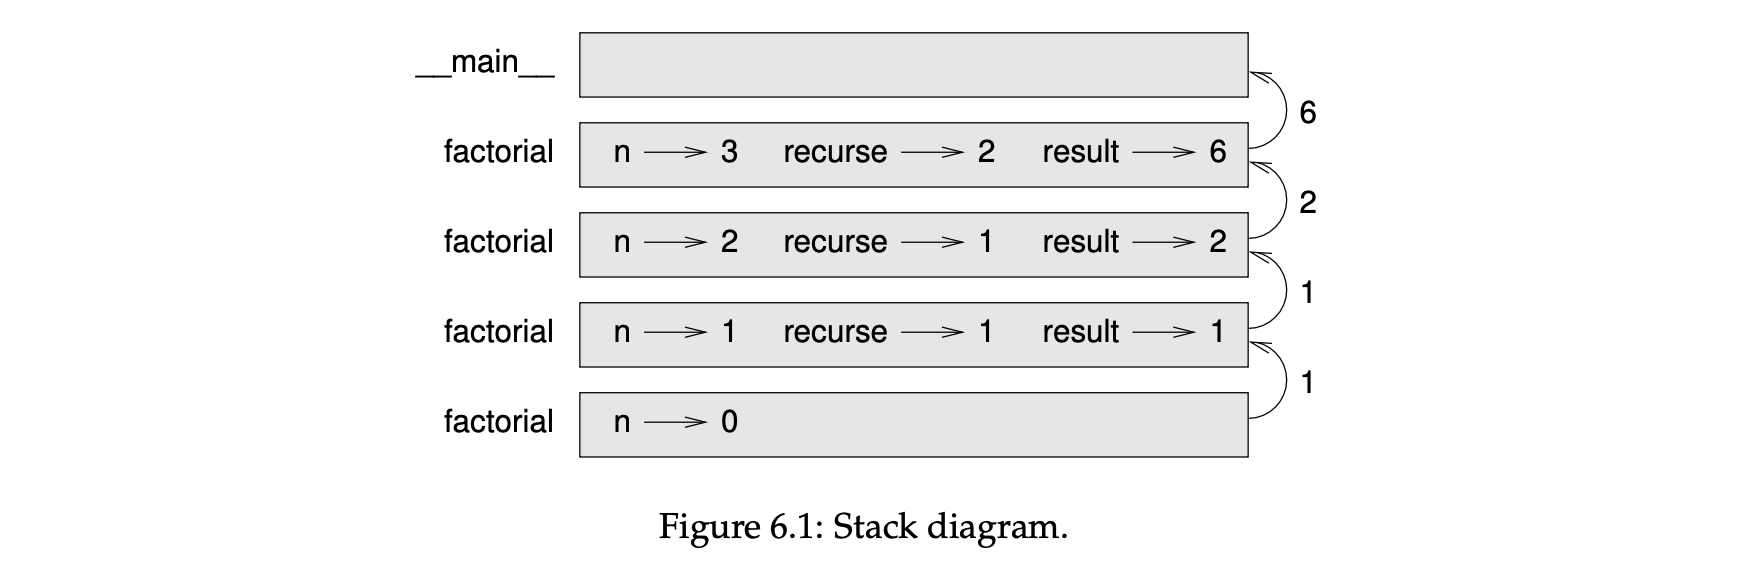 __main__
6
factorial n 3 recurse 2 result 6
2
factorial n 2 recurse 1 result 2
1
factorial n 1 recurse 1 result 1
1
factorial n 0
Figure 6.1: Stack diagram.